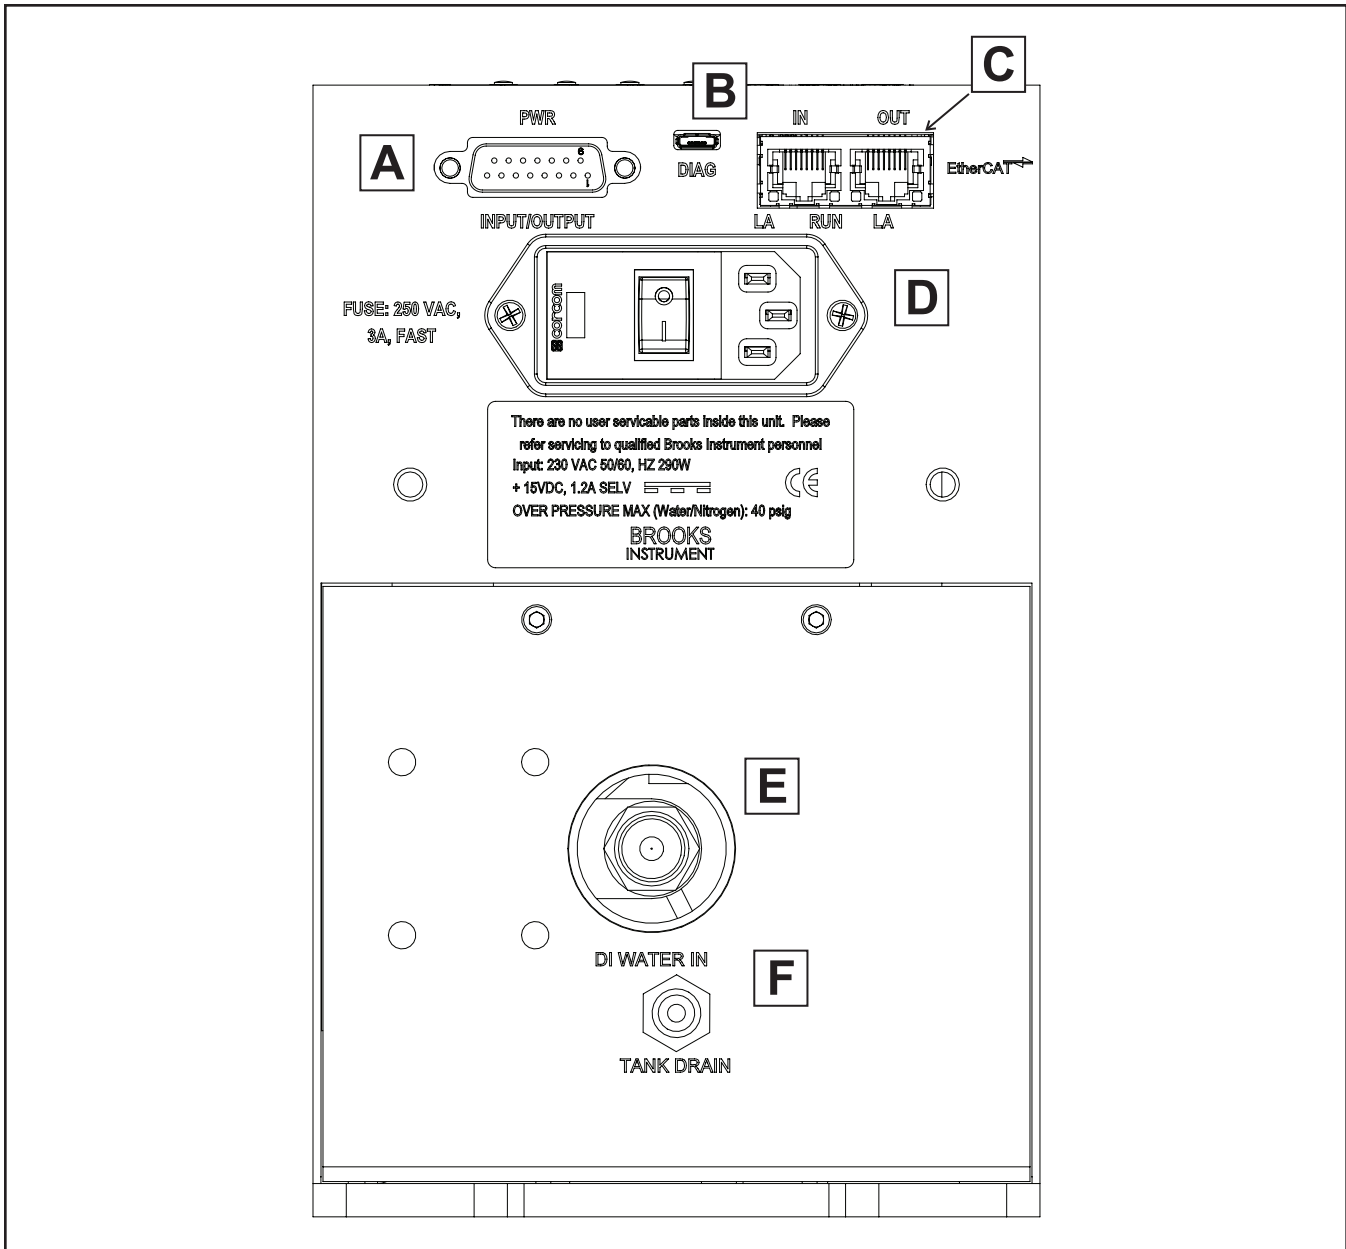 C
B
PWR
IN
OUT
A
DIAG
EtherCAT
INPUT/OUTPUT
LA
RUN
LA
D
FUSE: 250 VAC,
3A, FAST
corcom
There are no user servicable parts inside this unit. Please
refer servicing to qualified Brooks Instrument personnel
Input: 230 VAC 50/60, HZ 290W
+ 15VDC, 1.2A SELV
CE
OVER PRESSURE MAX (Water/Nitrogen): 40 psig
BROOKS
INSTRUMENT
E
DI WATER IN
F
TANK DRAIN